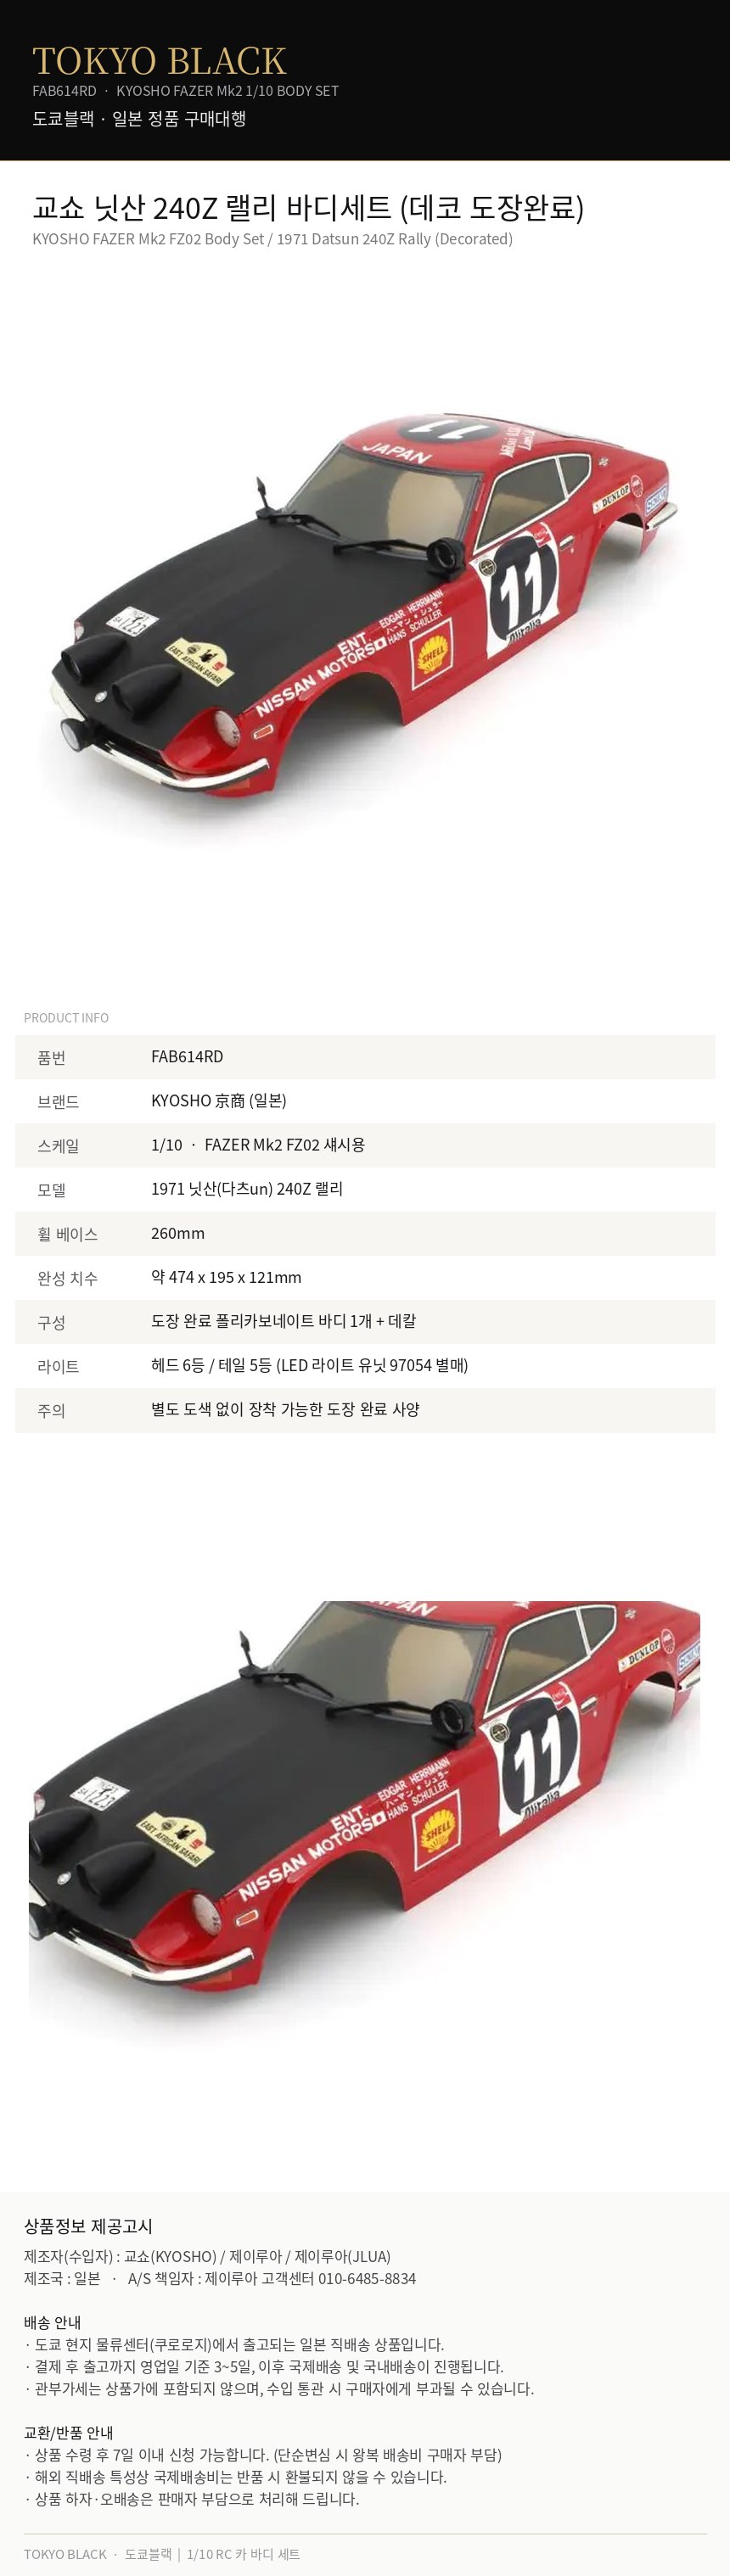 TOKYO BLACK
FAB614RD · KYOSHO FAZER Mk2 1/10 BODY SET
도쿄블랙 · 일본 정품 구매대행
교쇼 닛산 240Z 랠리 바디세트 (데코 도장완료)
KYOSHO FAZER Mk2 FZ02 Body Set / 1971 Datsun 240Z Rally (Decorated)
11
JAPAN
DUNLOP
SEIKO
11
Alitalia
EDGAR HERRMANN
HANS SCHULLER
ENT.
NISSAN MOTORS
SHELL
EAST AFRICAN SAFARI
PRODUCT INFO
품번 FAB614RD
브랜드 KYOSHO 京商 (일본)
스케일 1/10 · FAZER Mk2 FZ02 섀시용
모델 1971 닛산(다츠un) 240Z 랠리
휠 베이스 260mm
완성 치수 약 474 x 195 x 121mm
구성 도장 완료 폴리카보네이트 바디 1개 + 데칼
라이트 헤드 6등 / 테일 5등 (LED 라이트 유닛 97054 별매)
주의 별도 도색 없이 장착 가능한 도장 완료 사양
JAPAN
DUNLOP
11
Alitalia
EDGAR HERRMANN
HANS SCHULLER
ENT.
NISSAN MOTORS
SHELL
EAST AFRICAN SAFARI
상품정보 제공고시
제조자(수입자) : 교쇼(KYOSHO) / 제이루아 / 제이루아(JLUA)
제조국 : 일본 · A/S 책임자 : 제이루아 고객센터 010-6485-8834
배송 안내
· 도쿄 현지 물류센터(쿠로로지)에서 출고되는 일본 직배송 상품입니다.
· 결제 후 출고까지 영업일 기준 3~5일, 이후 국제배송 및 국내배송이 진행됩니다.
· 관부가세는 상품가에 포함되지 않으며, 수입 통관 시 구매자에게 부과될 수 있습니다.
교환/반품 안내
· 상품 수령 후 7일 이내 신청 가능합니다. (단순변심 시 왕복 배송비 구매자 부담)
· 해외 직배송 특성상 국제배송비는 반품 시 환불되지 않을 수 있습니다.
· 상품 하자·오배송은 판매자 부담으로 처리해 드립니다.
TOKYO BLACK · 도쿄블랙 | 1/10 RC 카 바디 세트